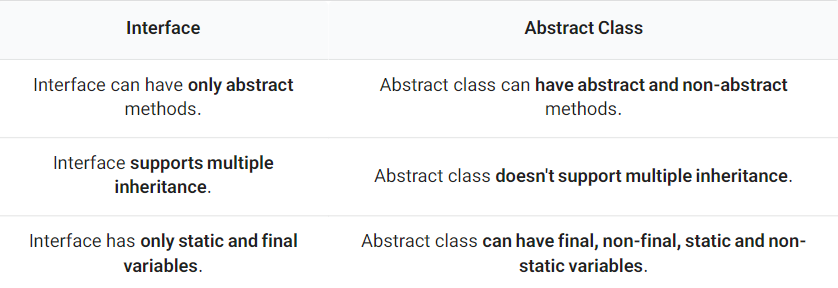 Interface
Abstract Class
Interface can have only abstract
methods.
Abstract class can have abstract and non-abstract
methods.
Interface supports multiple
inheritance.
Abstract class doesn't support multiple inheritance.
Interface has only static and final
variables.
Abstract class can have final, non-final, static and non-
static variables.